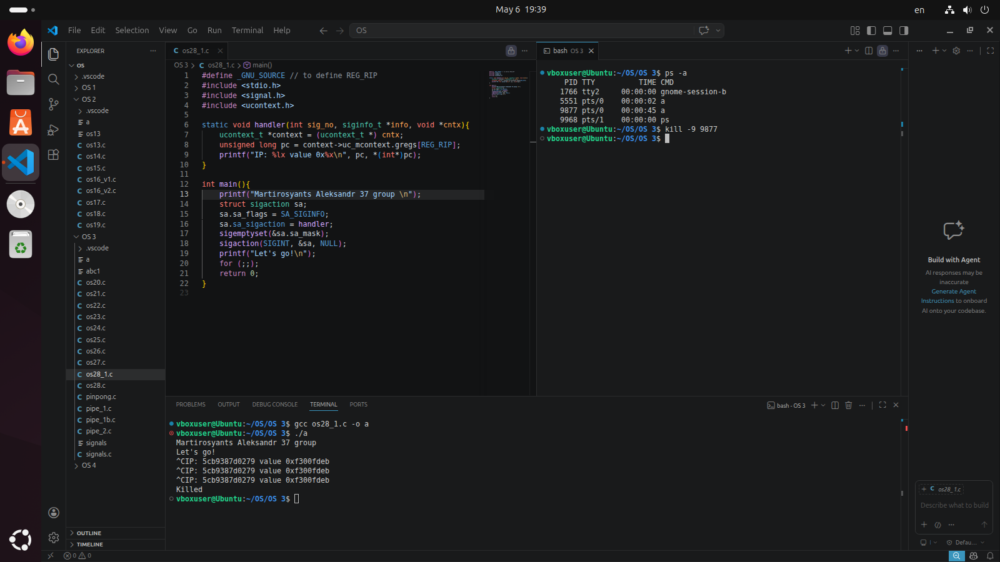 May 6 19:39
en
File Edit Selection View Go Run Terminal Help
OS
EXPLORER
OS
.vscode
OS 1
OS 2
.vscode
a
os13
os13.c
os14.c
os15.c
os16_v1.c
os16_v2.c
os17.c
os18.c
os19.c
OS 3
.vscode
a
abc1
os20.c
os21.c
os22.c
os23.c
os24.c
os25.c
os26.c
os27.c
os28_1.c
os28.c
pinpong.c
pipe_1.c
pipe_1b.c
pipe_2.c
signals
signals.c
OS 4
OUTLINE
TIMELINE
C os28_1.c
OS 3 > C os28_1.c > main()
1 #define _GNU_SOURCE // to define REG_RIP
2 #include <stdio.h>
3 #include <signal.h>
4 #include <ucontext.h>
5
6 static void handler(int sig_no, siginfo_t *info, void *cntx){
7 ucontext_t *context = (ucontext_t *) cntx;
8 unsigned long pc = context->uc_mcontext.gregs[REG_RIP];
9 printf("IP: %lx value 0x%x\n", pc, *(int*)pc);
10 }
11
12 int main(){
13 printf("Martirosyants Aleksandr 37 group \n");
14 struct sigaction sa;
15 sa.sa_flags = SA_SIGINFO;
16 sa.sa_sigaction = handler;
17 sigemptyset(&sa.sa_mask);
18 sigaction(SIGINT, &sa, NULL);
19 printf("Let's go!\n");
20 for (;;);
21 return 0;
22 }
23
bash OS 3
vboxuser@Ubuntu:~/OS/OS 3$ ps -a
PID TTY TIME CMD
1766 tty2 00:00:00 gnome-session-b
5551 pts/0 00:00:02 a
9877 pts/0 00:00:45 a
9968 pts/1 00:00:00 ps
vboxuser@Ubuntu:~/OS/OS 3$ kill -9 9877
vboxuser@Ubuntu:~/OS/OS 3$
PROBLEMS OUTPUT DEBUG CONSOLE TERMINAL PORTS
bash - OS 3
vboxuser@Ubuntu:~/OS/OS 3$ gcc os28_1.c -o a
vboxuser@Ubuntu:~/OS/OS 3$ ./a
Martirosyants Aleksandr 37 group
Let's go!
^CIP: 5cb9387d0279 value 0xf300fdeb
^CIP: 5cb9387d0279 value 0xf300fdeb
^CIP: 5cb9387d0279 value 0xf300fdeb
Killed
vboxuser@Ubuntu:~/OS/OS 3$
Build with Agent
AI responses may be
inaccurate
Generate Agent
Instructions to onboard
AI onto your codebase.
C os28_1.c
Describe what to build
Defau...
0 0